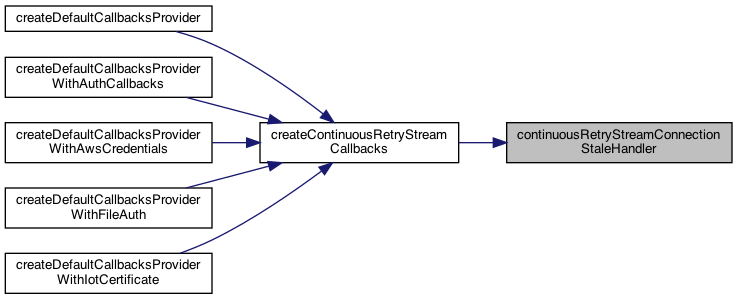 createDefaultCallbacksProvider
createDefaultCallbacksProvider
WithAuthCallbacks
createDefaultCallbacksProvider
WithAwsCredentials
createDefaultCallbacksProvider
WithFileAuth
createDefaultCallbacksProvider
WithIotCertificate
createContinuousRetryStream
Callbacks
continuousRetryStreamConnection
StaleHandler